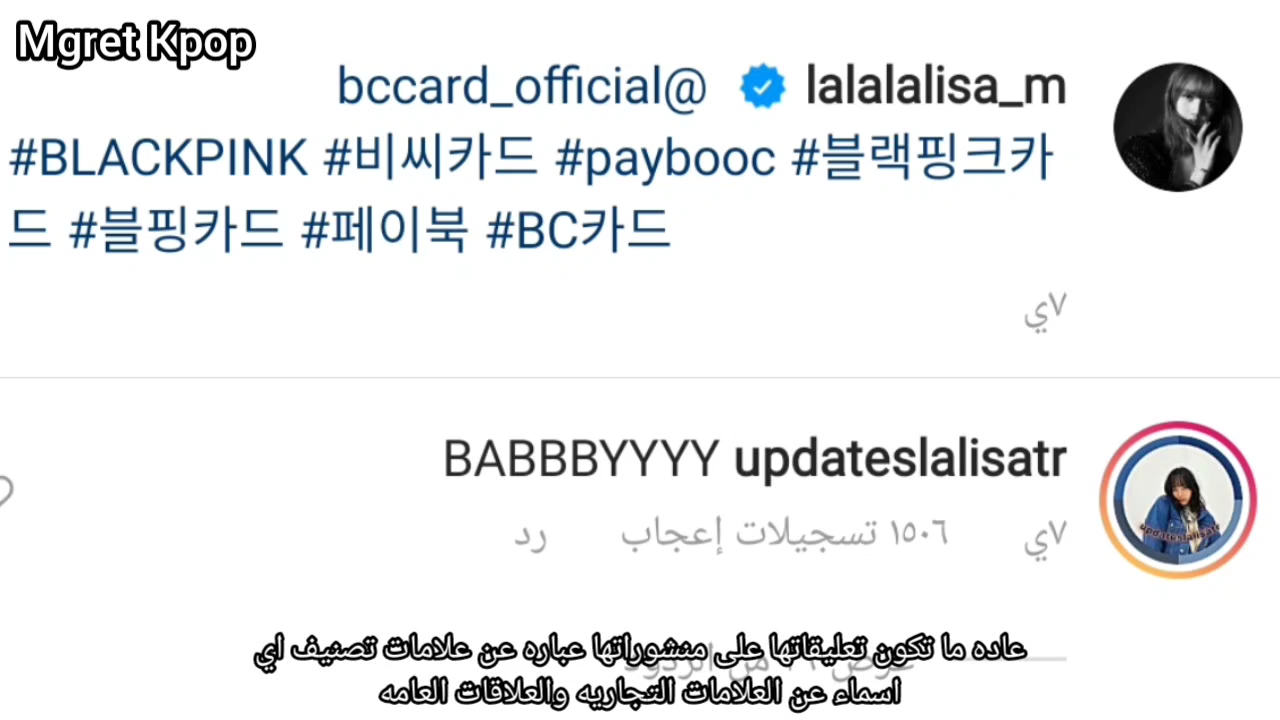 Mgret Kpop
lalalalisa_m @bccard_official
#BLACKPINK #비씨카드 #paybooc #블랙핑크카
드 #블핑카드 #페이북 #BC카드
٧ي
updateslalisatr BABBBYYYY
٧ي ١٥٠٦ تسجيلات إعجاب رد
updateslalisatr
عاده ما تكون تعليقاتها على منشوراتها عباره عن علامات تصنيف اي
اسماء عن العلامات التجاريه والعلاقات العامه